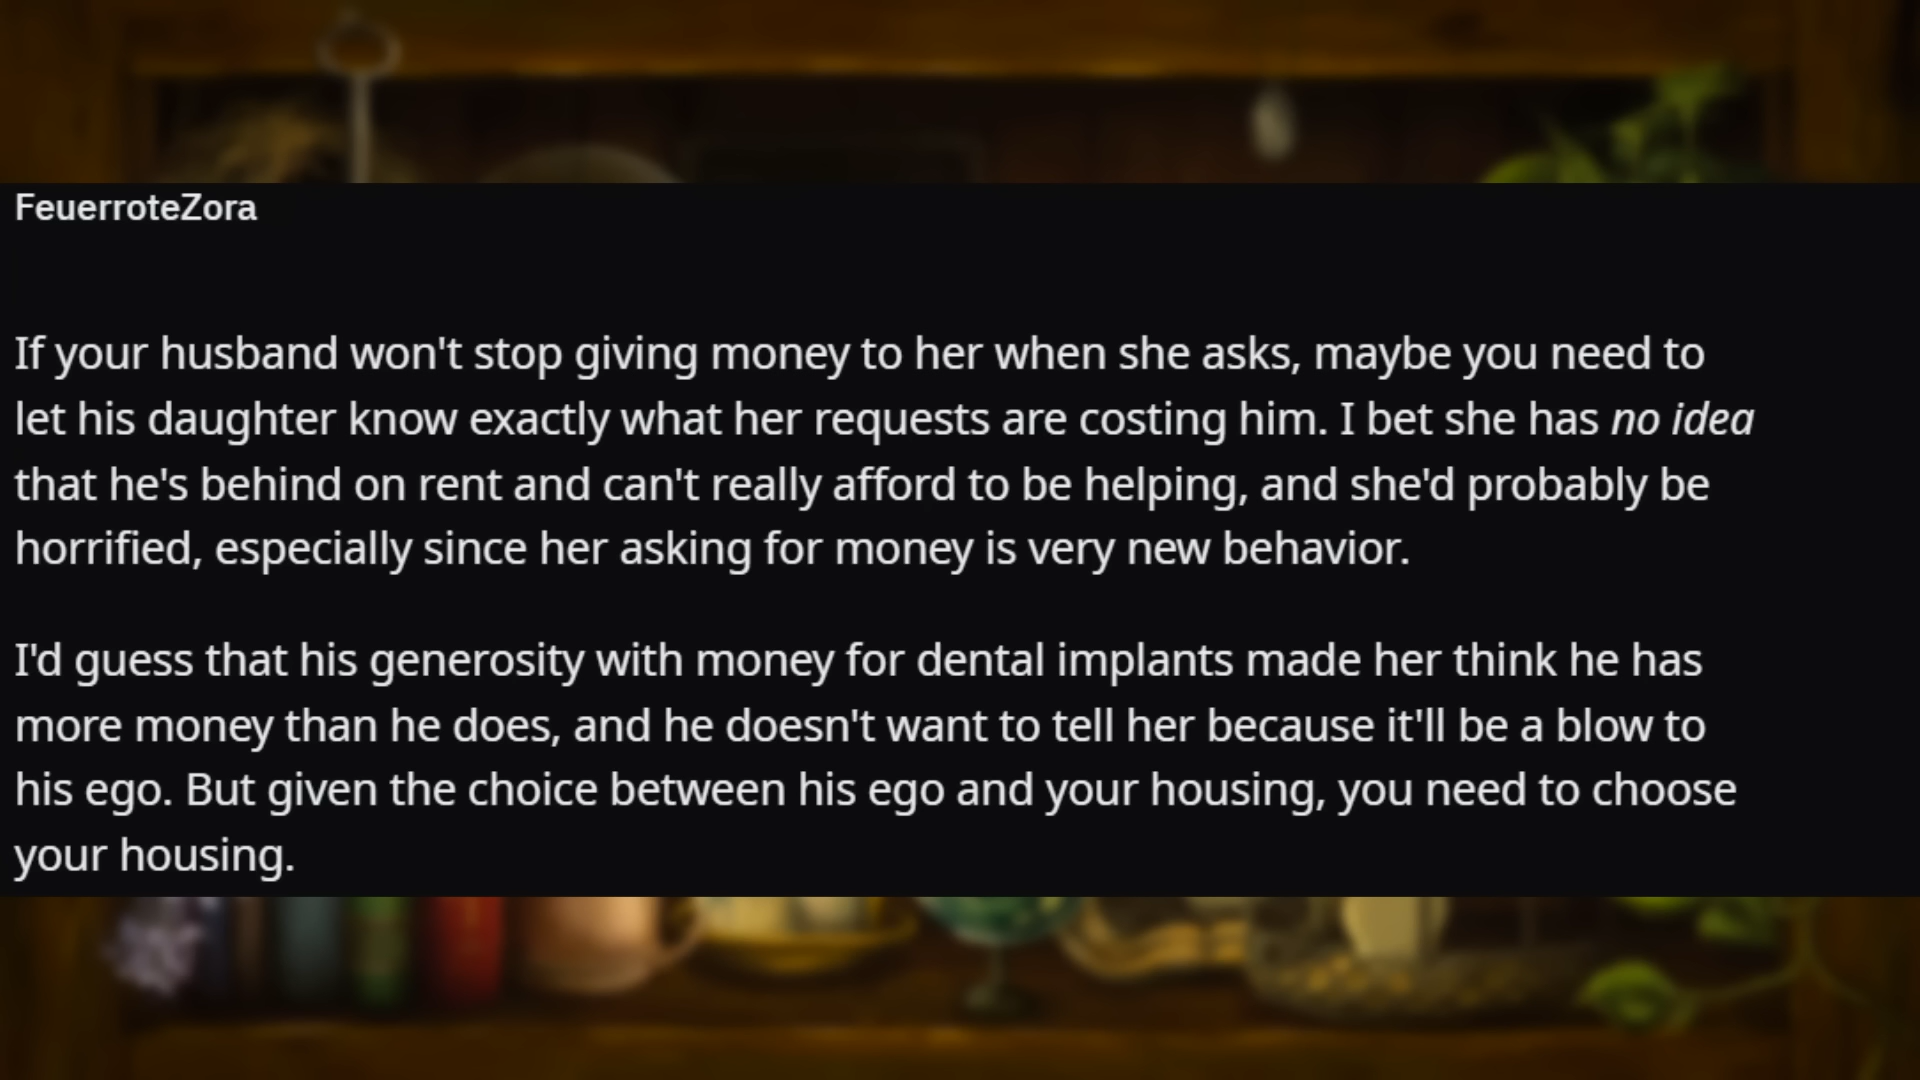 FeuerroteZora
If your husband won't stop giving money to her when she asks, maybe you need to
let his daughter know exactly what her requests are costing him. I bet she has no idea
that he's behind on rent and can't really afford to be helping, and she'd probably be
horrified, especially since her asking for money is very new behavior.
I'd guess that his generosity with money for dental implants made her think he has
more money than he does, and he doesn't want to tell her because it'll be a blow to
his ego. But given the choice between his ego and your housing, you need to choose
your housing.